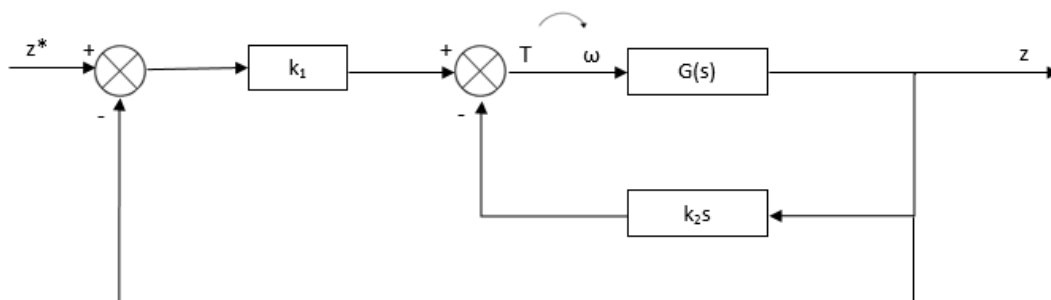 z* + k₁ + T ω G(s) z
- -
k₂s